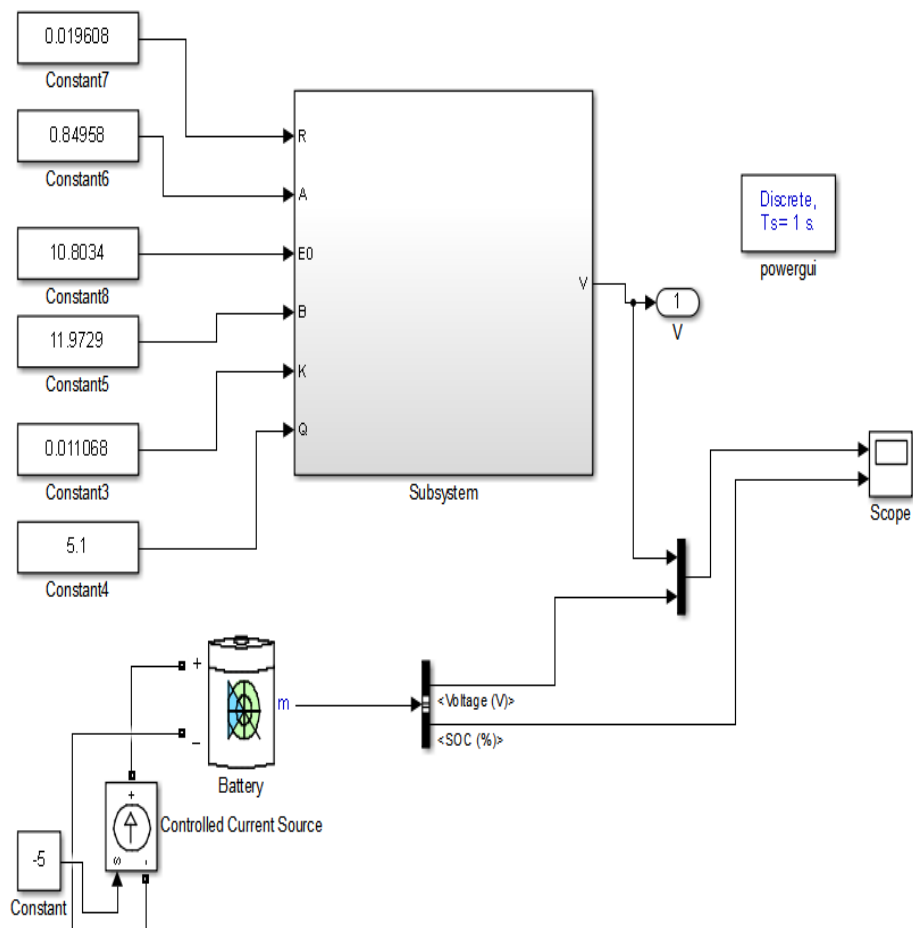 0.019608
Constant7
0.84958
Constant6
10.8034
Constant8
11.9729
Constant5
0.011068
Constant3
5.1
Constant4
R
A
E0
B
K
Q
V
Subsystem
Discrete,
Ts= 1 s.
powergui
1
V
Scope
+
_
m
Battery
<Voltage (V)>
<SOC (%)>
+
s
-
Controlled Current Source
-5
Constant